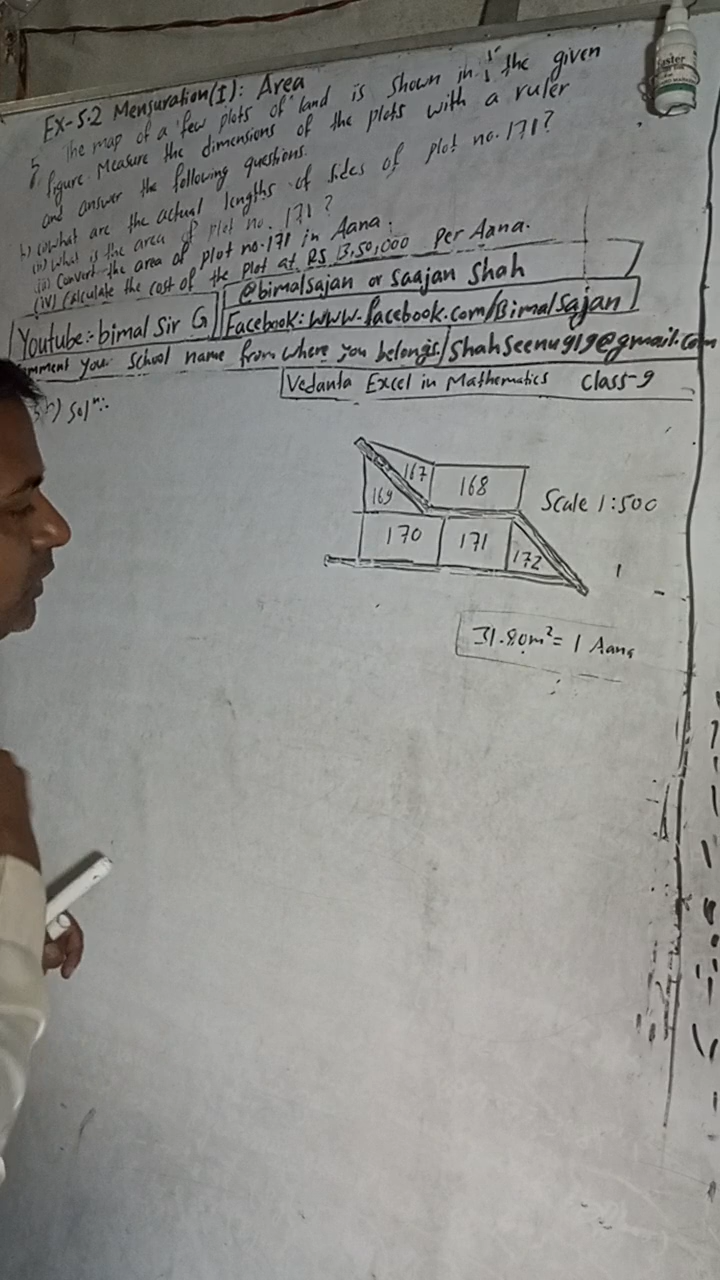 Ex-5.2 Mensuration(I): Area
5. The map of a few plots of land is shown in the given
figure. Measure the dimensions of the plots with a ruler
and answer the following questions.
b) (i) What are the actual lengths of sides of plot no. 171?
(ii) What is the area of plot no. 171?
(iii) Convert the area of plot no. 171 in Aana.
(iv) Calculate the cost of the plot at Rs 13,50,000 per Aana.
@bimalsajan or Saajan Shah
Youtube:- bimal Sir G
Facebook: www.facebook.com/Bimalsajan
Comment your School name from where you belongs. Shahseenu919@gmail.com
Vedanta Excel in Mathematics Class-9
b) Solⁿ:
167
168
169
Scale 1:500
170
171
172
31.80m²= 1 Aana